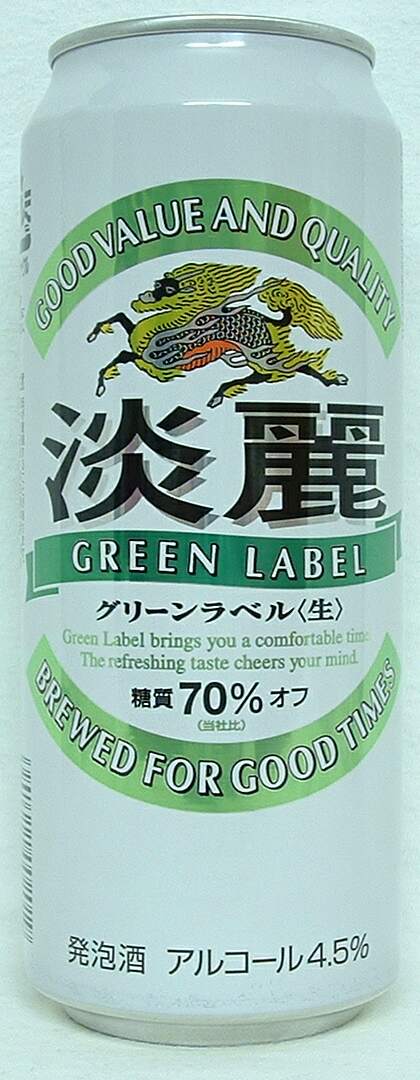 GOOD VALUE AND QUALITY
淡麗
GREEN LABEL
グリーンラベル〈生〉
Green Label brings you a comfortable time.
The refreshing taste cheers your mind.
糖質70%オフ
(当社比)
BREWED FOR GOOD TIMES
発泡酒 アルコール4.5%